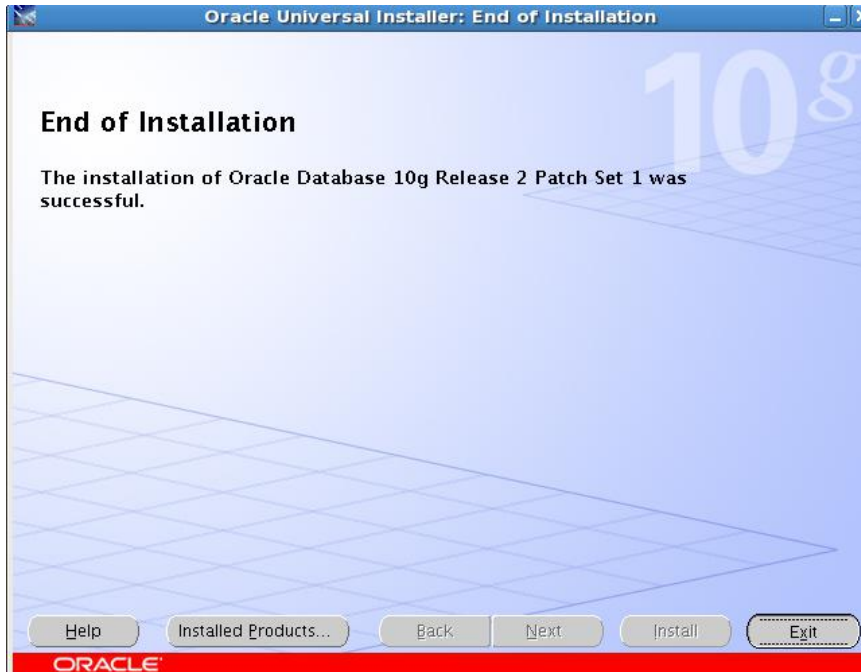 Oracle Universal Installer: End of Installation
10g
End of Installation
The installation of Oracle Database 10g Release 2 Patch Set 1 was
successful.
Help
Installed Products...
Back
Next
Install
Exit
ORACLE